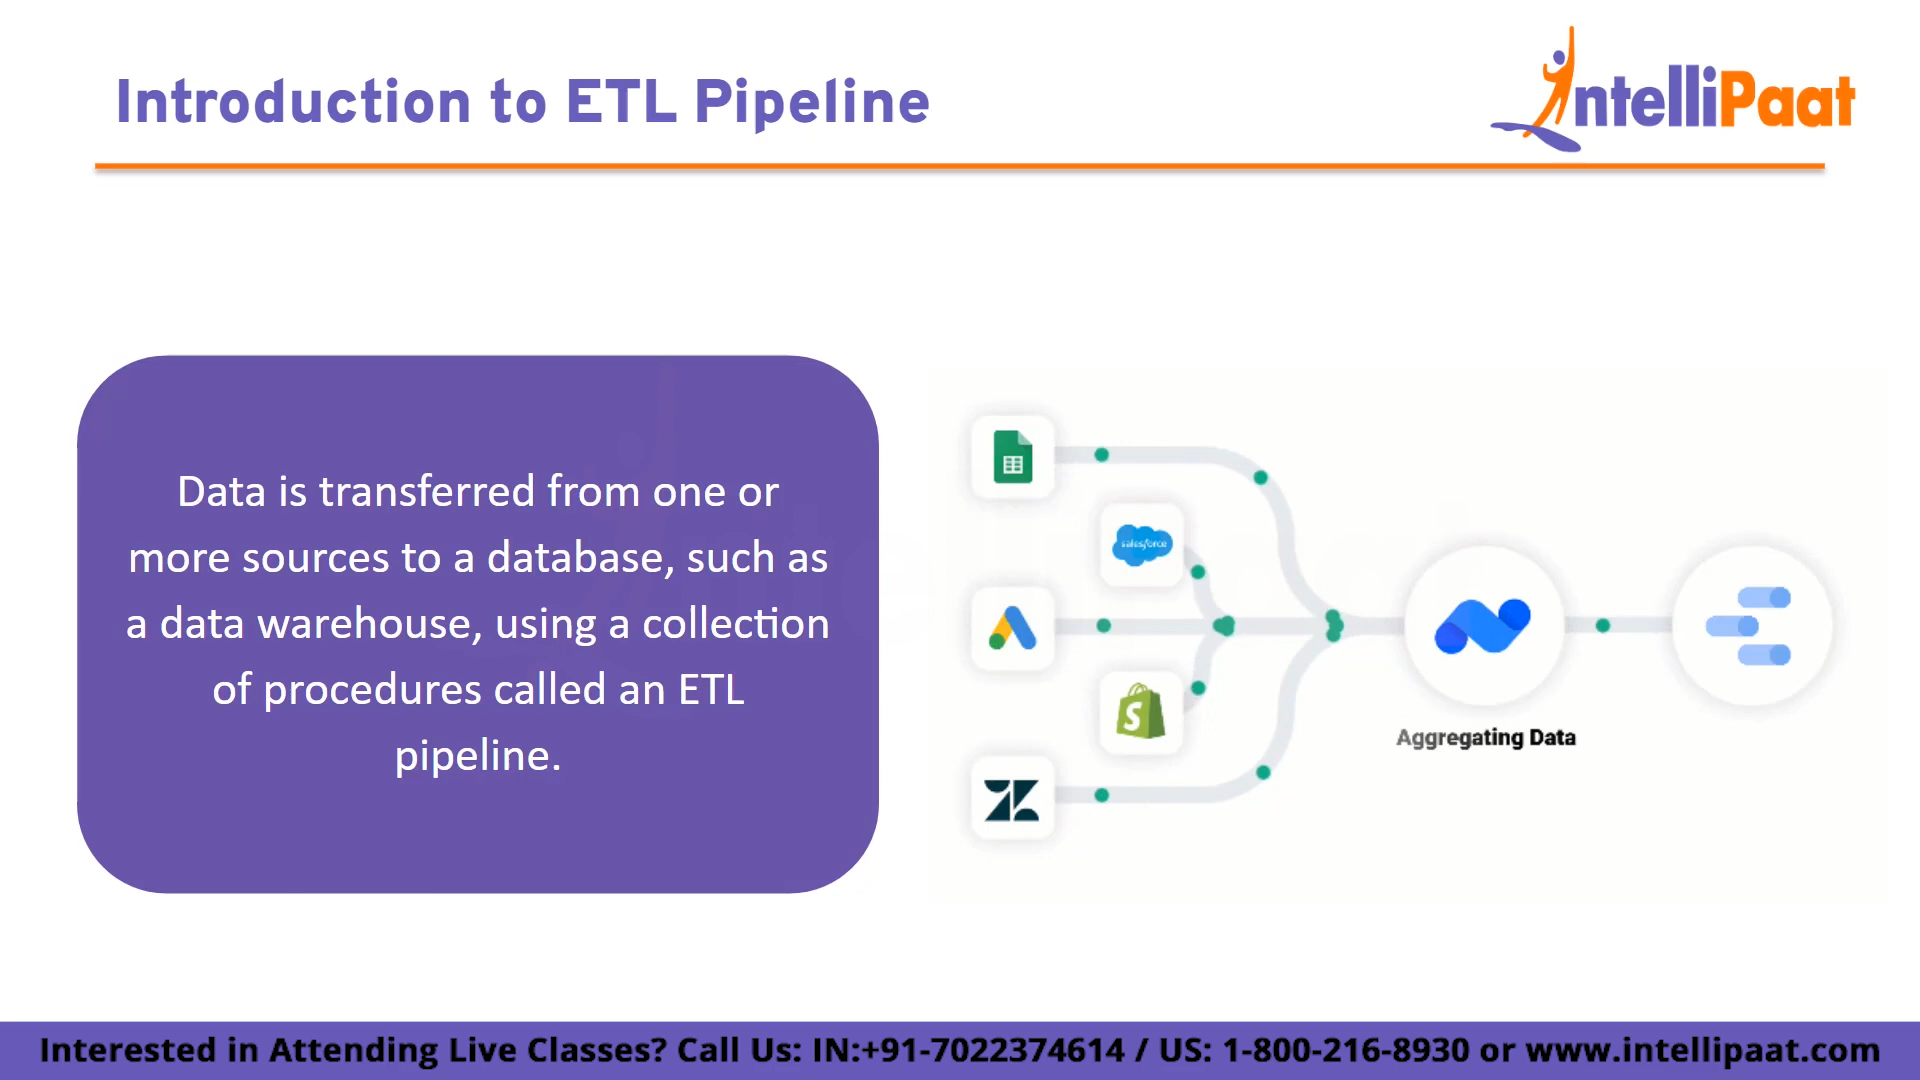 Introduction to ETL Pipeline
IntelliPaat
Data is transferred from one or
more sources to a database, such as
a data warehouse, using a collection
of procedures called an ETL
pipeline.
salesforce
S
Aggregating Data
Interested in Attending Live Classes? Call Us: IN:+91-7022374614 / US: 1-800-216-8930 or www.intellipaat.com